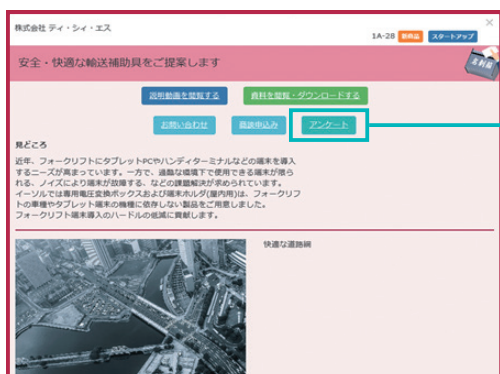 株式会社 ティ・シィ・エス
×
1A-28 新商品 スタートアップ
安全・快適な輸送補助具をご提案します
説明動画を閲覧する 資料を閲覧・ダウンロードする
お問い合わせ 商談申込み アンケート
見どころ
近年、フォークリフトにタブレットPCやハンディターミナルなどの端末を導入
するニーズが高まっています。一方で、過酷な環境下で使用できる端末が限ら
れる、ノイズにより端末が故障する、などの課題解決が求められています。
イーソルでは専用電圧変換ボックスおよび端末ホルダ(屋内用)は、フォークリフ
トの車種やタブレット端末の機種に依存しない製品をご用意しました。
フォークリフト端末導入のハードルの低減に貢献します。
快適な道路網